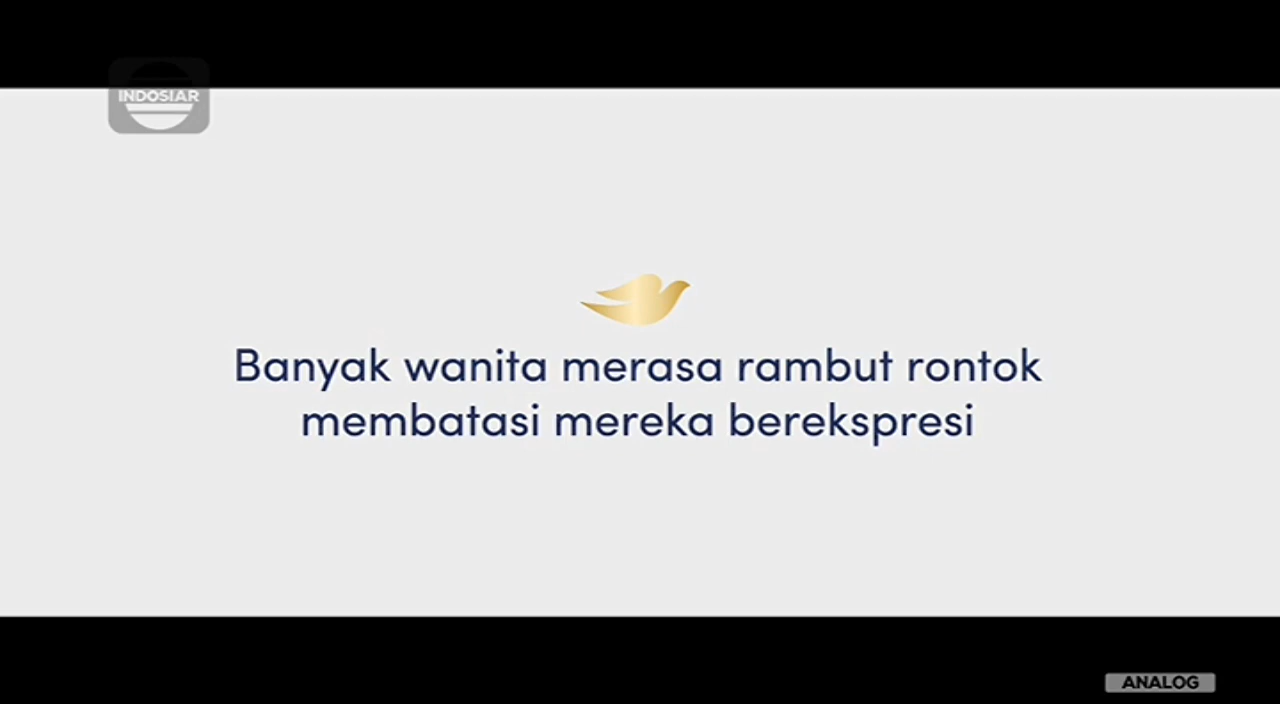 INDOSIAR
Banyak wanita merasa rambut rontok
membatasi mereka berekspresi
ANALOG